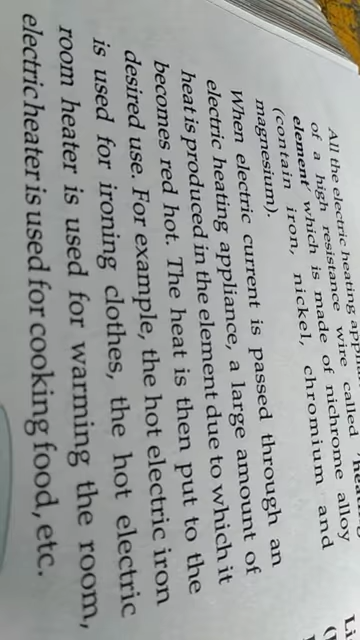 All the electric heating
of a high resistance wire called
element which is made of nichrome alloy
(contain iron, nickel, chromium and
magnesium).
When electric current is passed through an
electric heating appliance, a large amount of
heat is produced in the element due to which it
becomes red hot. The heat is then put to the
desired use. For example, the hot electric iron
is used for ironing clothes, the hot electric
room heater is used for warming the room,
electric heater is used for cooking food, etc.